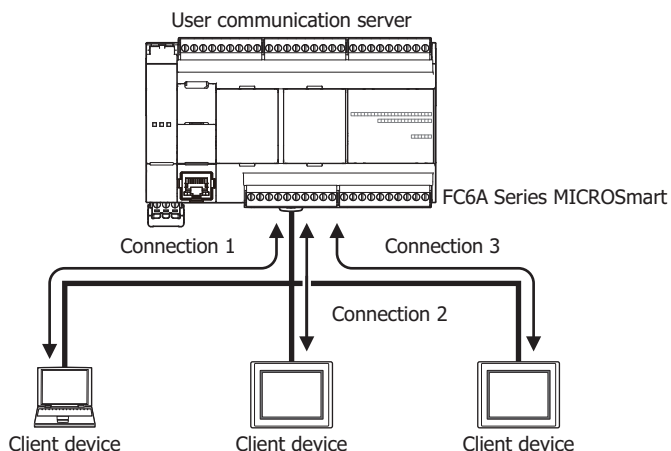 User communication server
FC6A Series MICROSmart
Connection 1
Connection 3
Connection 2
Client device
Client device
Client device